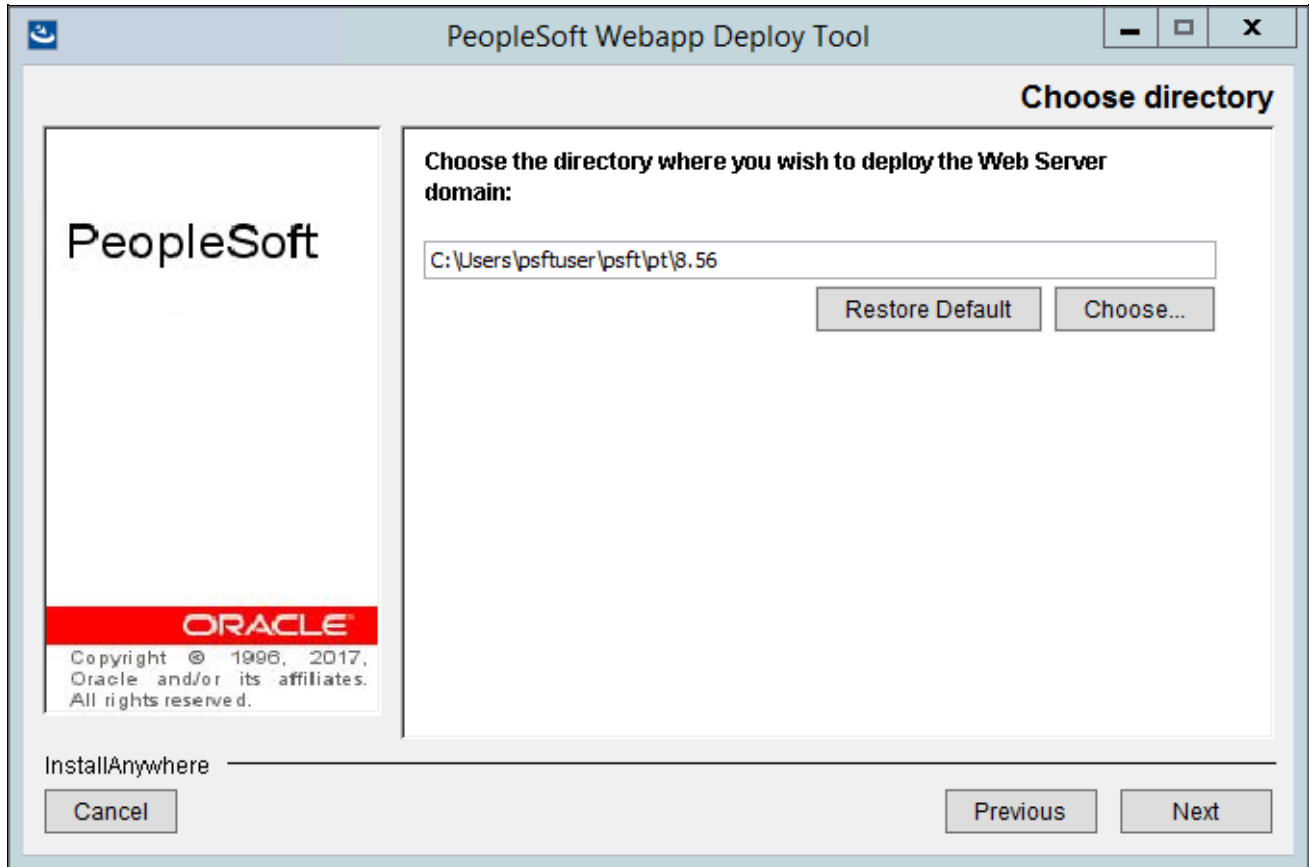 PeopleSoft Webapp Deploy Tool
Choose directory
PeopleSoft
ORACLE
Copyright © 1996, 2017,
Oracle and/or its affiliates.
All rights reserved.
Choose the directory where you wish to deploy the Web Server
domain:
C:\Users\psftuser\psft\pt\8.56
Restore Default
Choose...
InstallAnywhere
Cancel
Previous
Next